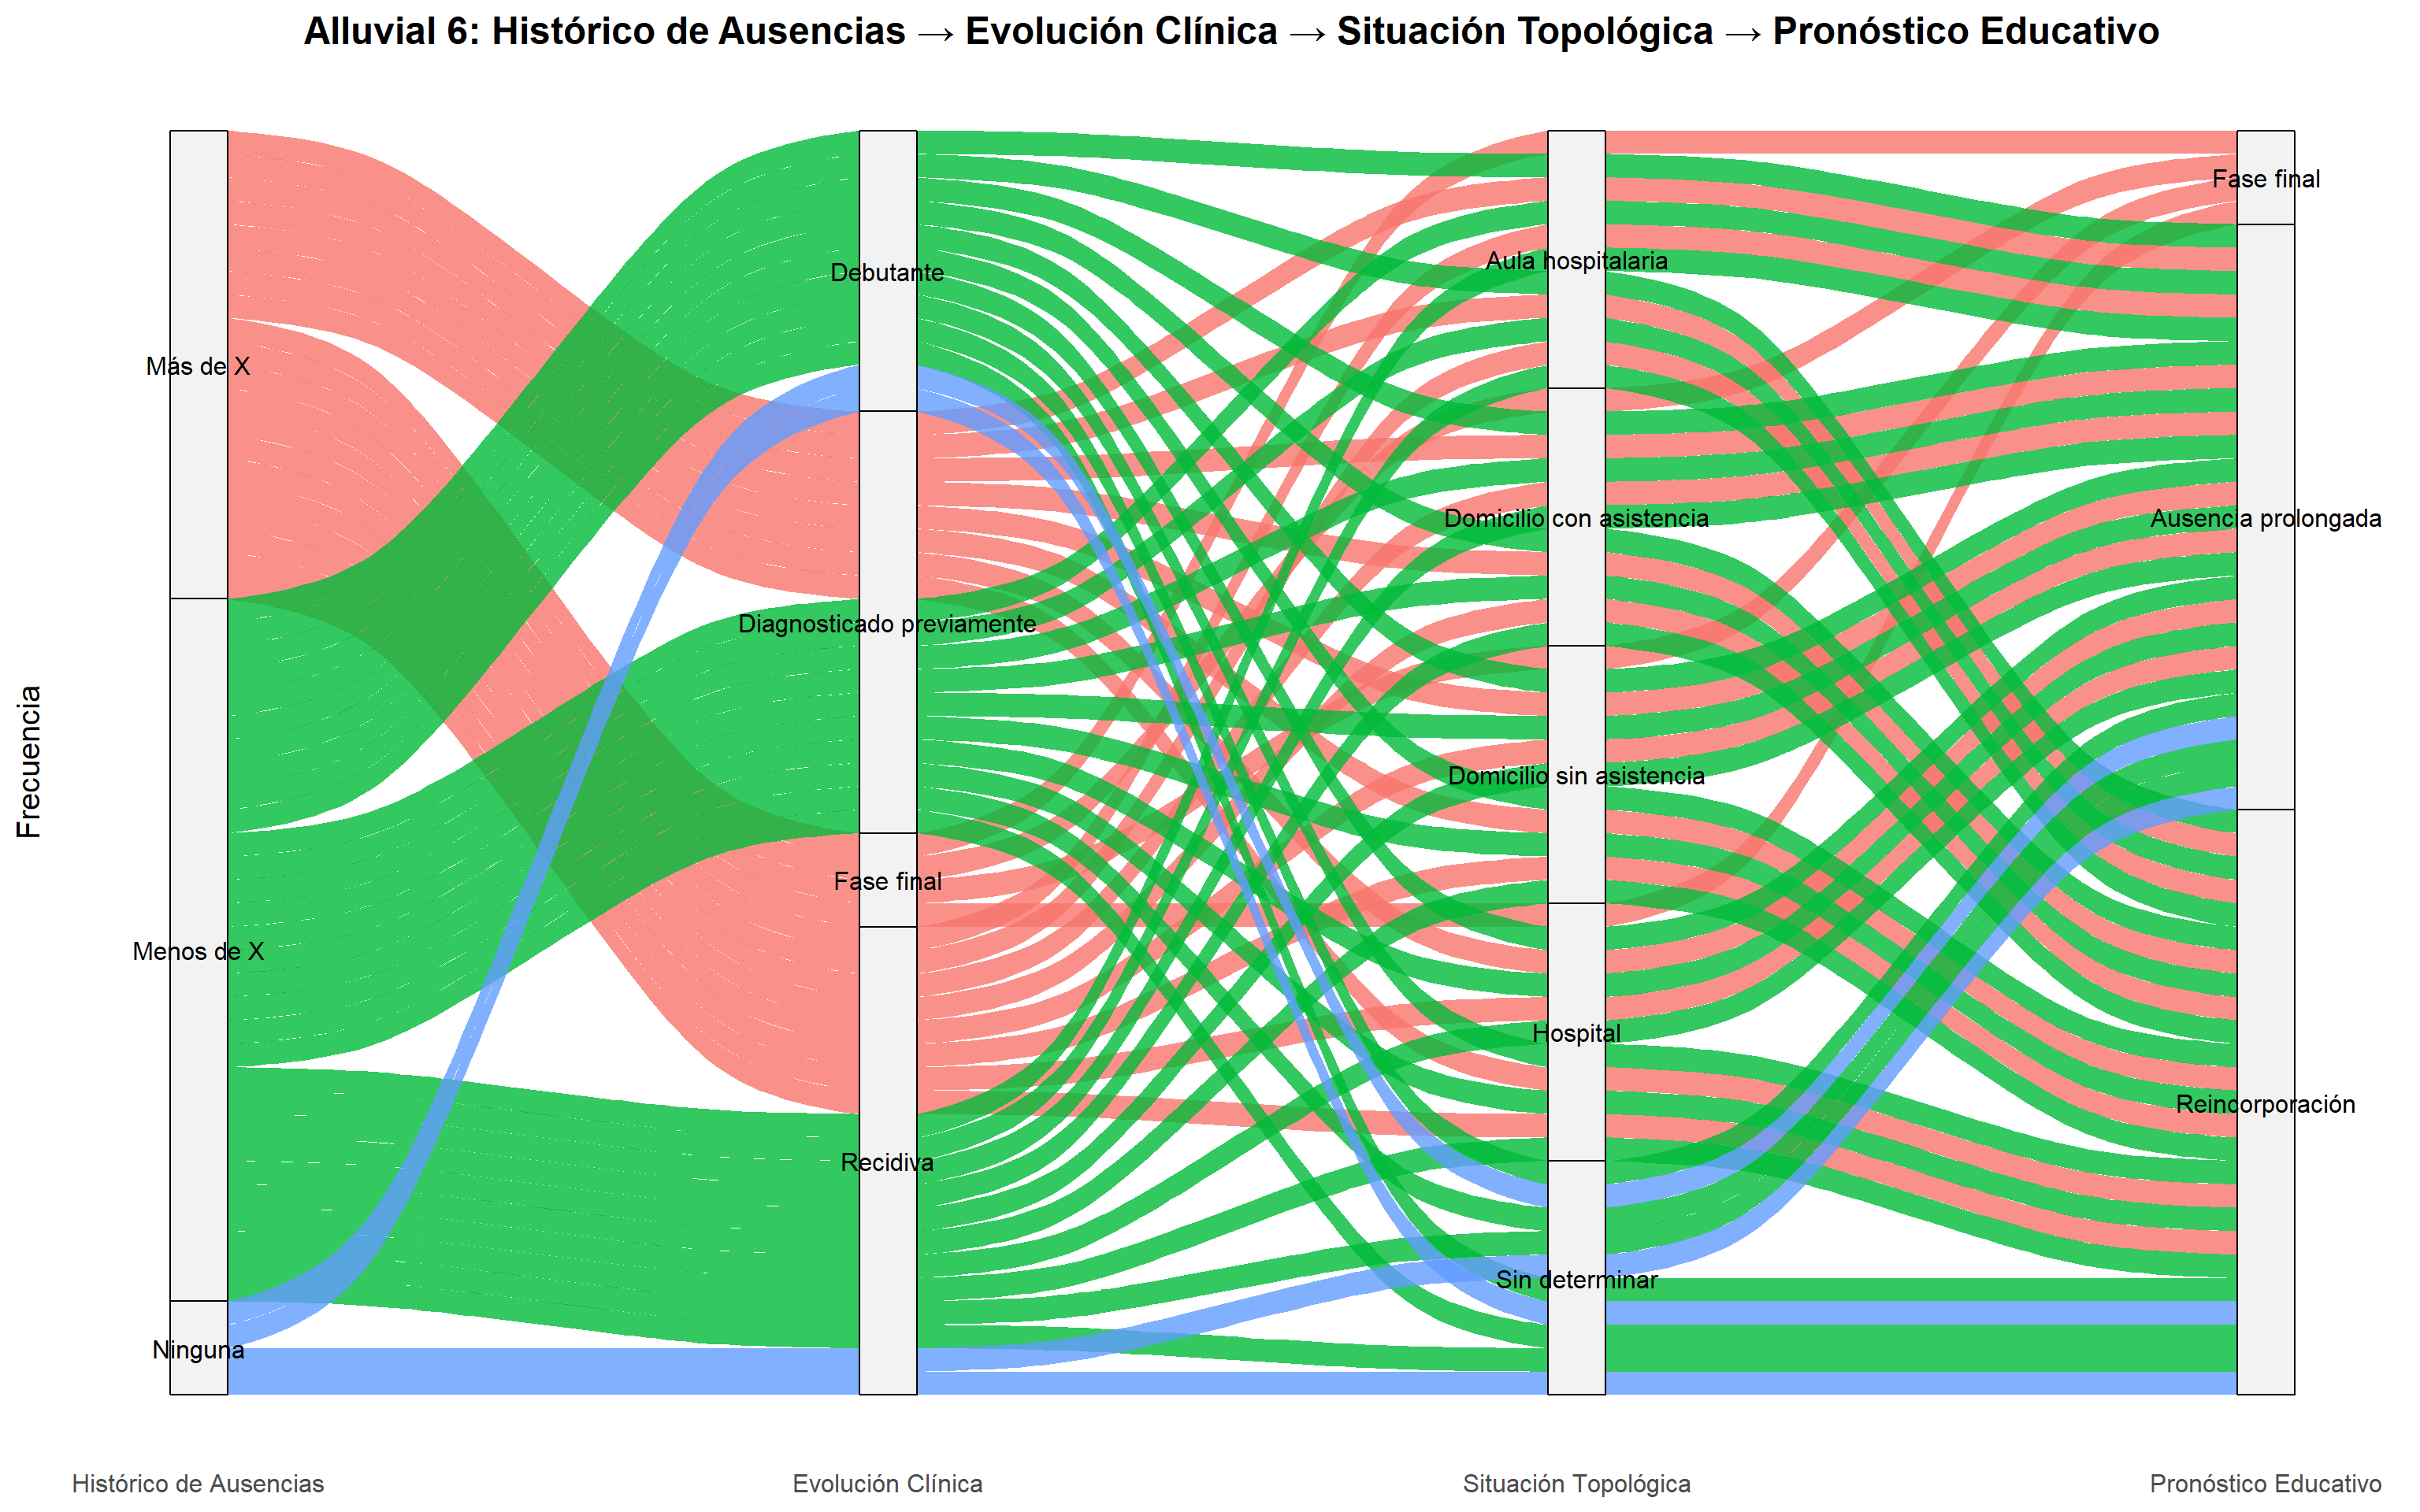 Alluvial 6: Histórico de Ausencias → Evolución Clínica → Situación Topológica → Pronóstico Educativo
Frecuencia
Más de X
Menos de X
Ninguna
Debutante
Diagnosticado previamente
Fase final
Recidiva
Aula hospitalaria
Domicilio con asistencia
Domicilio sin asistencia
Hospital
Sin determinar
Fase final
Ausencia prolongada
Reincorporación
Histórico de Ausencias
Evolución Clínica
Situación Topológica
Pronóstico Educativo